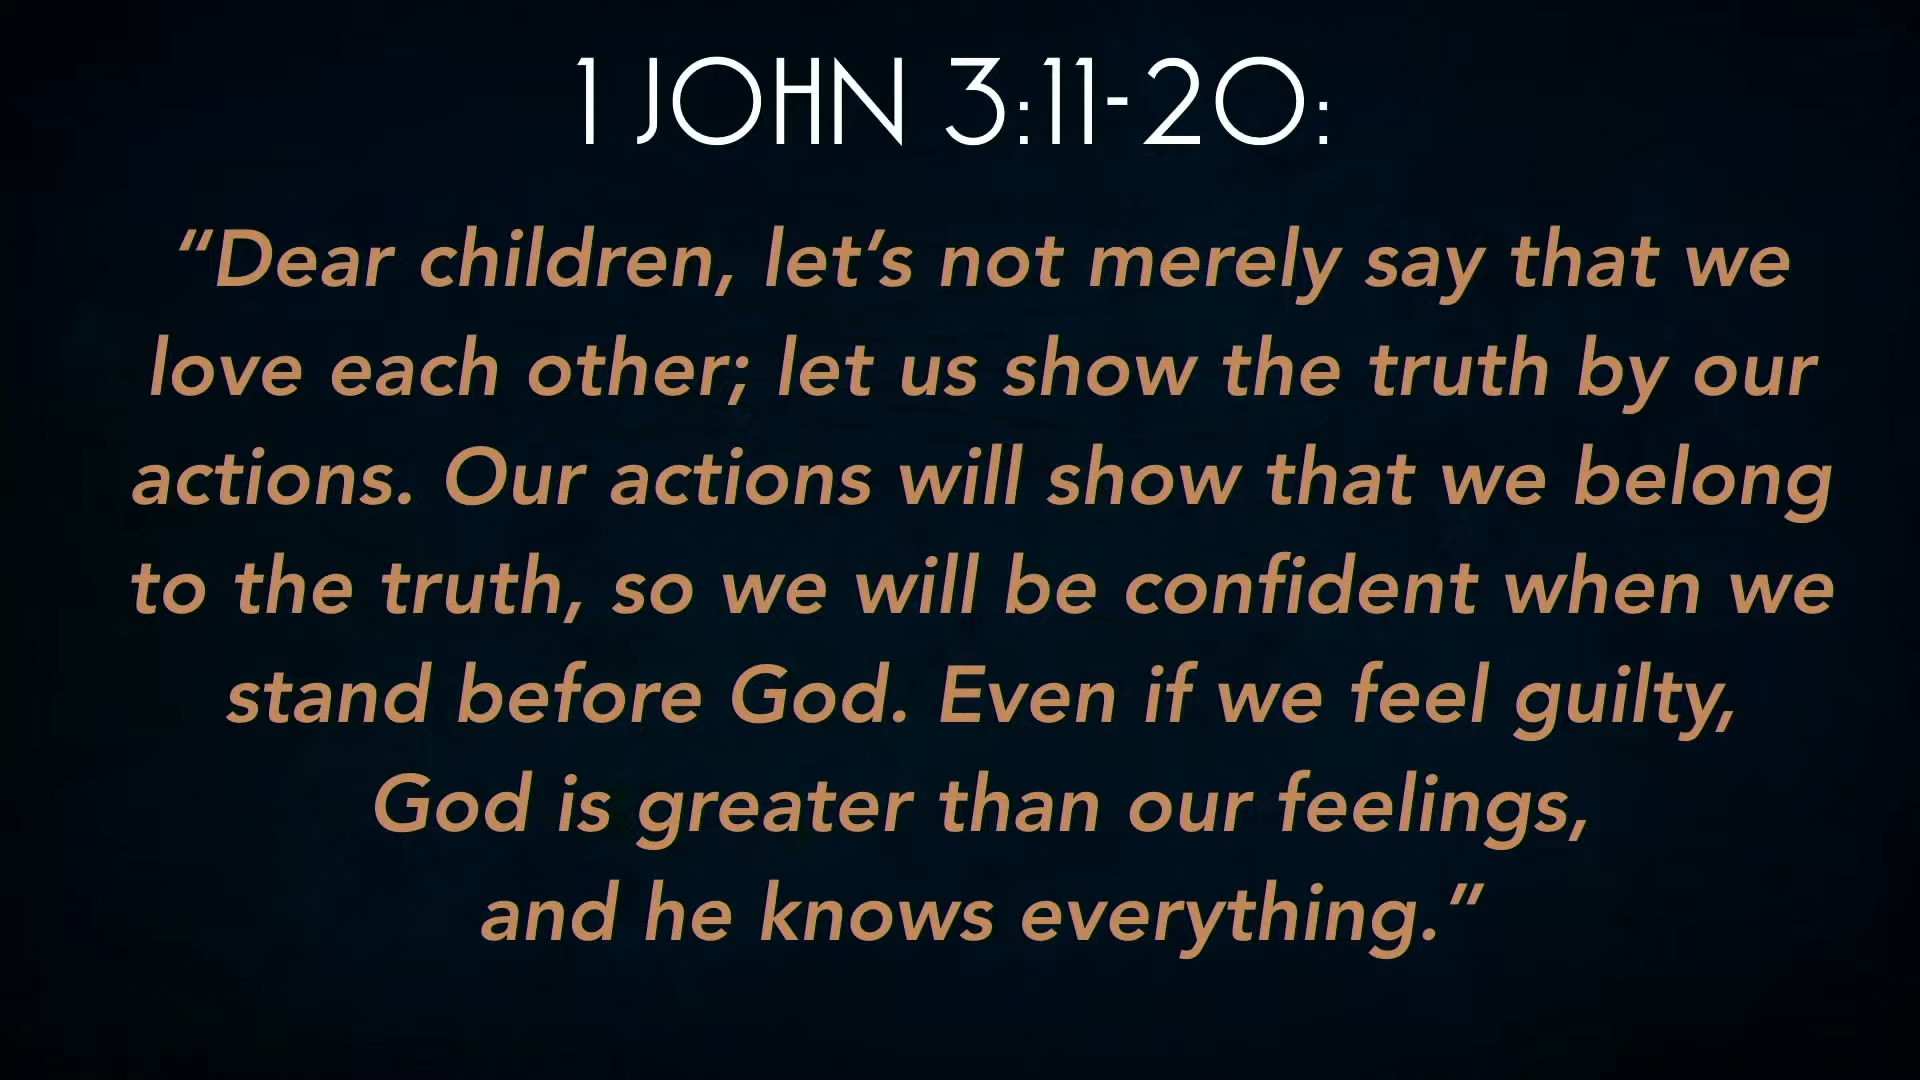 1 JOHN 3:11-20:
“Dear children, let’s not merely say that we
love each other; let us show the truth by our
actions. Our actions will show that we belong
to the truth, so we will be confident when we
stand before God. Even if we feel guilty,
God is greater than our feelings,
and he knows everything.”